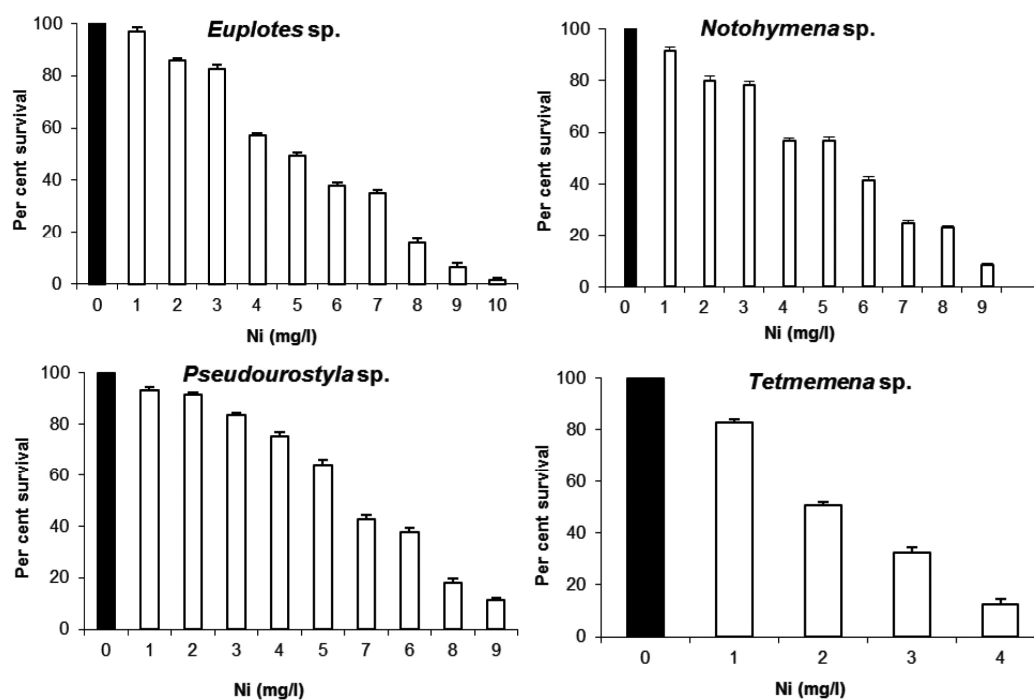 Euplotes sp.
Per cent survival
100
80
60
40
20
0
0 1 2 3 4 5 6 7 8 9 10
Ni (mg/l)
Notohymena sp.
Per cent survival
100
80
60
40
20
0
0 1 2 3 4 5 6 7 8 9
Ni (mg/l)
Pseudourostyla sp.
Per cent survival
100
80
60
40
20
0
0 1 2 3 4 5 7 6 8 9
Ni (mg/l)
Tetmemena sp.
Per cent survival
100
80
60
40
20
0
0 1 2 3 4
Ni (mg/l)